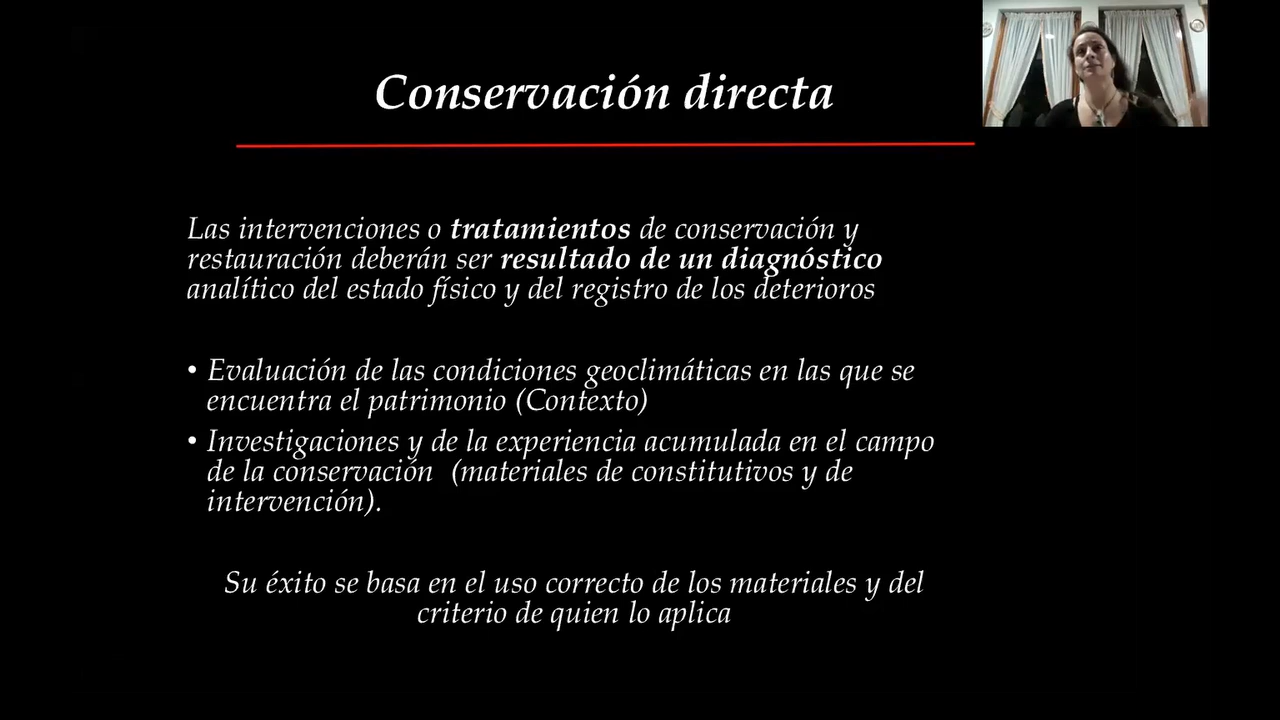 Conservación directa
Las intervenciones o tratamientos de conservación y
restauración deberán ser resultado de un diagnóstico
analítico del estado físico y del registro de los deterioros
• Evaluación de las condiciones geoclimáticas en las que se
encuentra el patrimonio (Contexto)
• Investigaciones y de la experiencia acumulada en el campo
de la conservación (materiales de constitutivos y de
intervención).
Su éxito se basa en el uso correcto de los materiales y del
criterio de quien lo aplica